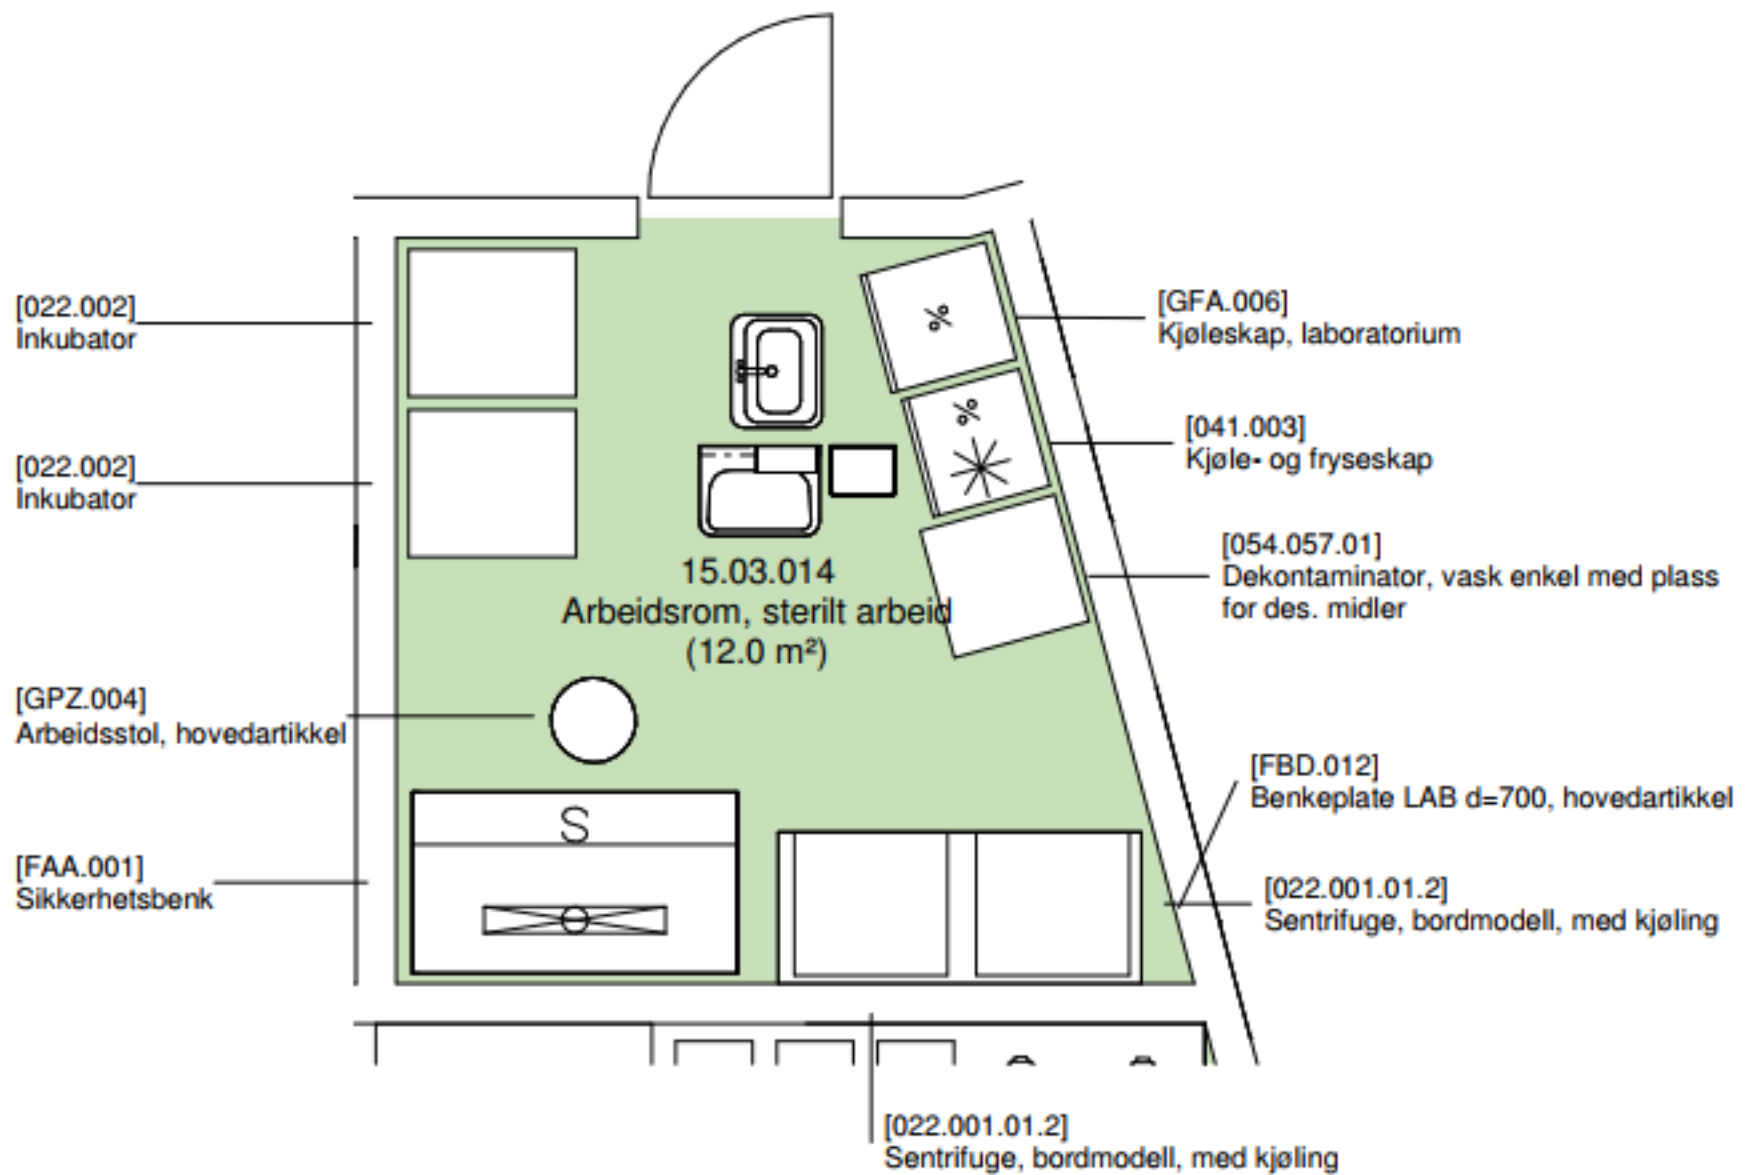 [022.002]
Inkubator
[022.002]
Inkubator
[GPZ.004]
Arbeidsstol, hovedartikkel
[FAA.001]
Sikkerhetsbenk
%
%
15.03.014
Arbeidsrom, sterilt arbeid
(12.0 m²)
S
[GFA.006]
Kjøleskap, laboratorium
[041.003]
Kjøle- og fryseskap
[054.057.01]
Dekontaminator, vask enkel med plass
for des. midler
[FBD.012]
Benkeplate LAB d=700, hovedartikkel
[022.001.01.2]
Sentrifuge, bordmodell, med kjøling
[022.001.01.2]
Sentrifuge, bordmodell, med kjøling